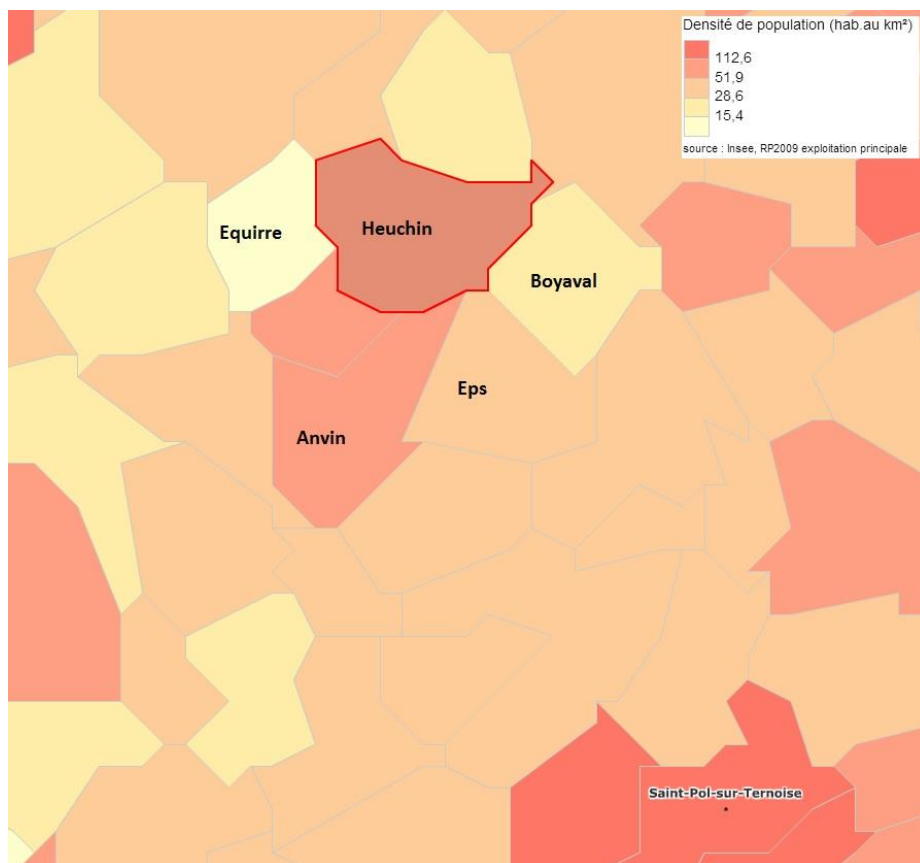 Densité de population (hab.au km²)
112,6
51,9
28,6
15,4
source : Insee, RP2009 exploitation principale
Equirre
Heuchin
Boyaval
Eps
Anvin
Saint-Pol-sur-Ternoise